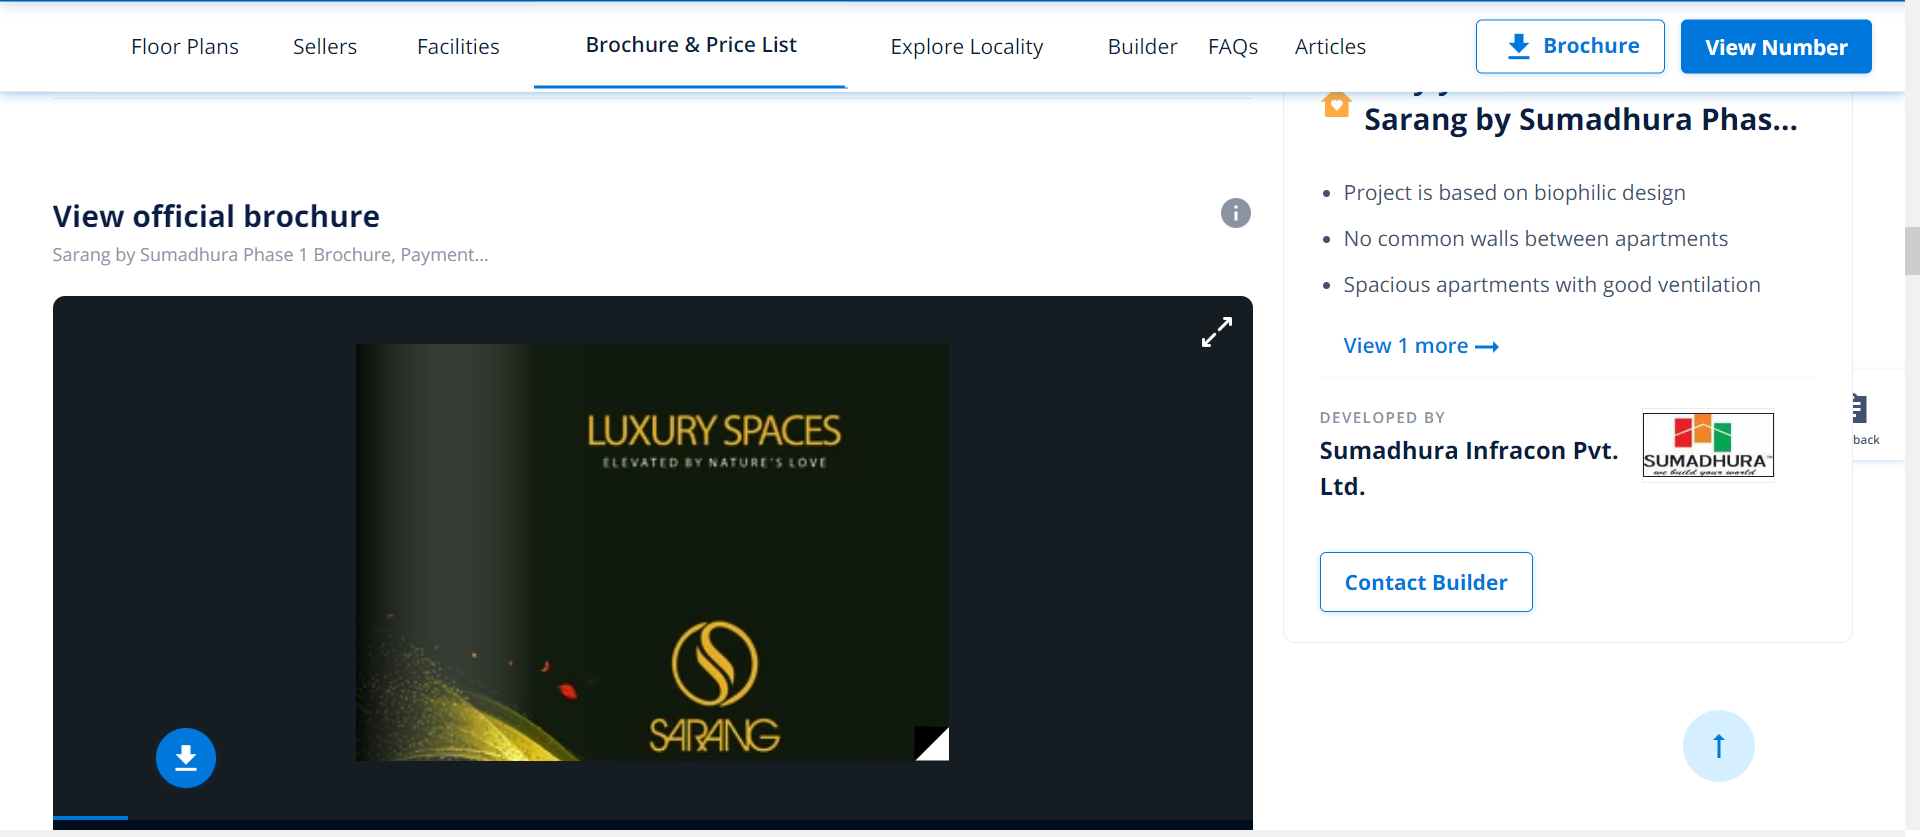 Floor Plans
Sellers
Facilities
Brochure & Price List
Explore Locality
Builder
FAQs
Articles
Brochure
View Number
View official brochure
Sarang by Sumadhura Phase 1 Brochure, Payment...
LUXURY SPACES
ELEVATED BY NATURE'S LOVE
SARANG
Sarang by Sumadhura Phas...
Project is based on biophilic design
No common walls between apartments
Spacious apartments with good ventilation
View 1 more
DEVELOPED BY
Sumadhura Infracon Pvt.
Ltd.
SUMADHURA
we build your world
Contact Builder
back